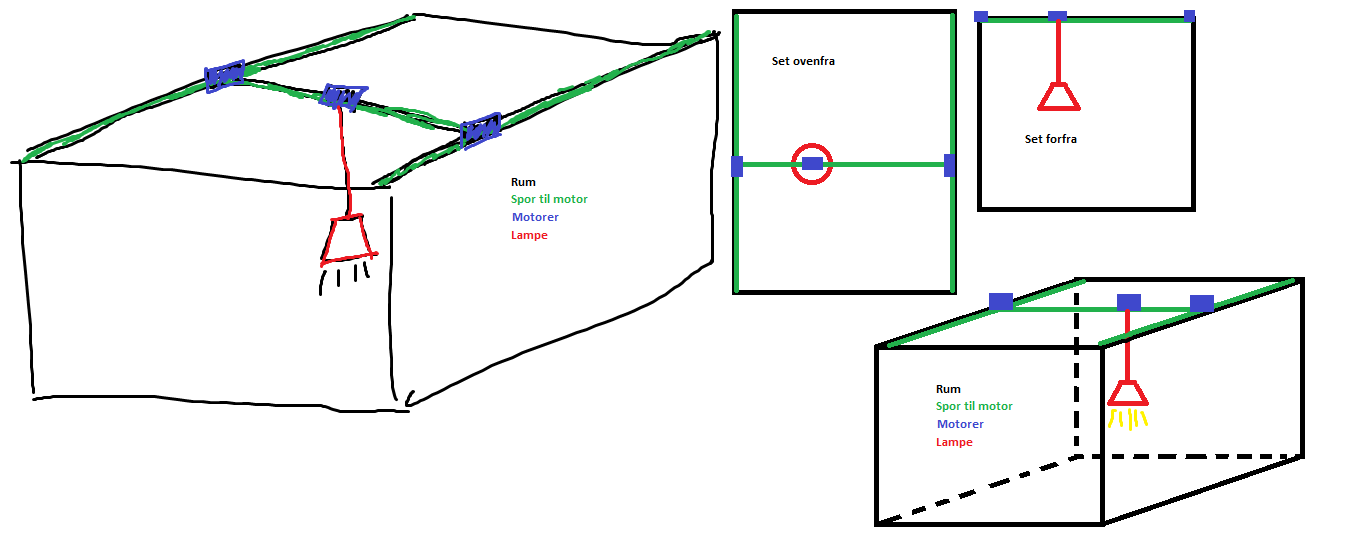 Rum
Spor til motor
Motorer
Lampe
Set ovenfra
Set forfra
Rum
Spor til motor
Motorer
Lampe